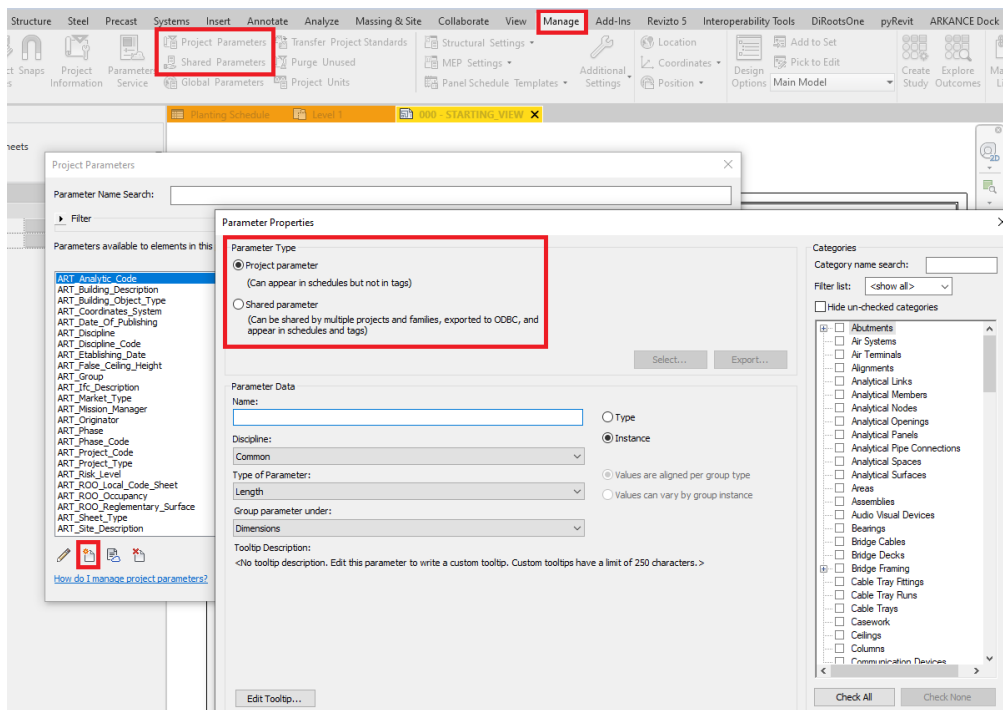 Structure Steel Precast Systems Insert Annotate Analyze Massing & Site Collaborate View Manage Add-Ins Revizto 5 Interoperability Tools DiRootsOne pyRevit ARKANCE Dock
Project Parameters Transfer Project Standards Structural Settings Location Add to Set
Snaps Project Parameter Shared Parameters Purge Unused MEP Settings Additional Coordinates Design Pick to Edit Create Explore
Information Service Global Parameters Project Units Panel Schedule Templates Settings Position Options Main Model Study Outcomes
Planting Schedule Level 1 000 - STARTING_VIEW
2D
Project Parameters
Parameter Name Search:
Filter
Parameters available to elements in this
ART_Analytic_Code
ART_Building_Description
ART_Building_Object_Type
ART_Coordinates_System
ART_Date_Of_Publishing
ART_Discipline
ART_Discipline_Code
ART_Etablishing_Date
ART_False_Ceiling_Height
ART_Group
ART_Ifc_Description
ART_Market_Type
ART_Mission_Manager
ART_Originator
ART_Phase
ART_Phase_Code
ART_Project_Code
ART_Project_Type
ART_Risk_Level
ART_ROO_Local_Code_Sheet
ART_ROO_Occupancy
ART_ROO_Reglementary_Surface
ART_Sheet_Type
ART_Site_Description
How do I manage project parameters?
Parameter Properties
Parameter Type
Project parameter
(Can appear in schedules but not in tags)
Shared parameter
(Can be shared by multiple projects and families, exported to ODBC, and
appear in schedules and tags)
Select... Export...
Parameter Data
Name:
Type
Discipline:
Instance
Common
Type of Parameter:
Values are aligned per group type
Length
Values can vary by group instance
Group parameter under:
Dimensions
Tooltip Description:
<No tooltip description. Edit this parameter to write a custom tooltip. Custom tooltips have a limit of 250 characters.>
Edit Tooltip...
Categories
Category name search:
Filter list: <show all>
Hide un-checked categories
Abutments
Air Systems
Air Terminals
Alignments
Analytical Links
Analytical Members
Analytical Nodes
Analytical Openings
Analytical Panels
Analytical Pipe Connections
Analytical Spaces
Analytical Surfaces
Areas
Assemblies
Audio Visual Devices
Bearings
Bridge Cables
Bridge Decks
Bridge Framing
Cable Tray Fittings
Cable Tray Runs
Cable Trays
Casework
Ceilings
Columns
Communication Devices
Check All Check None